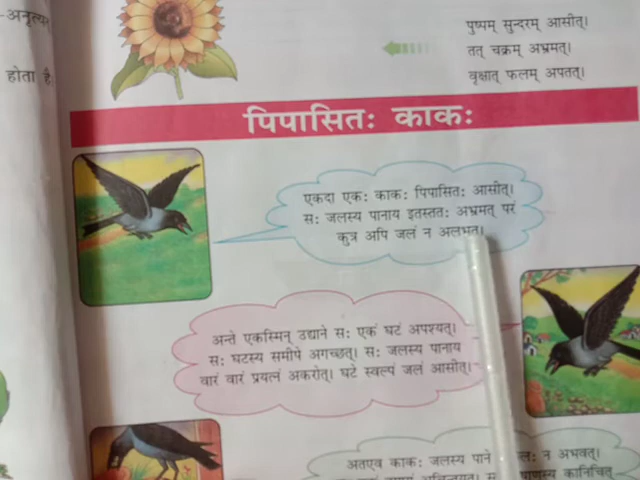 होता है
पुष्पम् सुन्दरम् आसीत्।
तत् चक्रम् अभ्रमत्।
वृक्षात् फलम् अपतत्।
पिपासितः काकः
एकदा एकः काकः पिपासितः आसीत्।
सः जलस्य पानाय इतस्ततः अभ्रमत् परं
कुत्र अपि जलं न अलभत।
अन्ते एकस्मिन् उद्याने सः एकं घटं अपश्यत्।
सः घटस्य समीपे अगच्छत्। सः जलस्य पानाय
वारं वारं प्रयत्नं अकरोत्। घटे स्वल्पं जलं आसीत्।
अतएव काकः जलस्य पाने न अभवत्।
कानिचित्